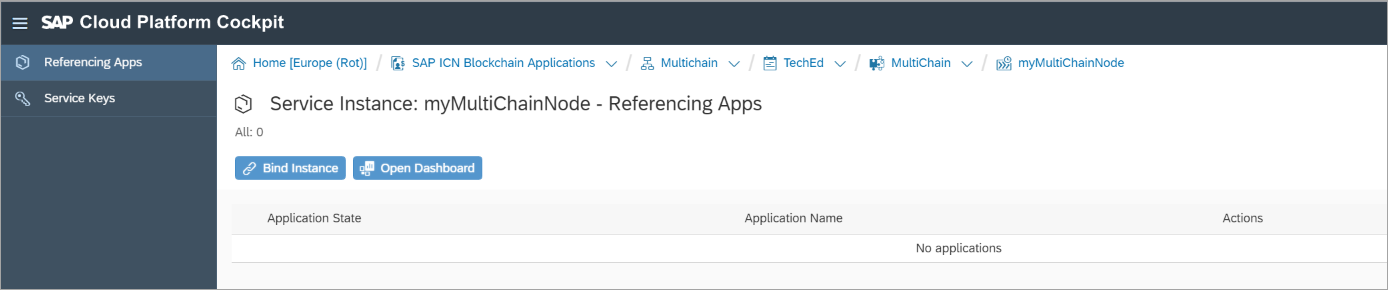 SAP Cloud Platform Cockpit
Referencing Apps
Service Keys
Home [Europe (Rot)] / SAP ICN Blockchain Applications / Multichain / TechEd / MultiChain / myMultiChainNode
Service Instance: myMultiChainNode - Referencing Apps
All: 0
Bind Instance Open Dashboard
Application State Application Name Actions
No applications